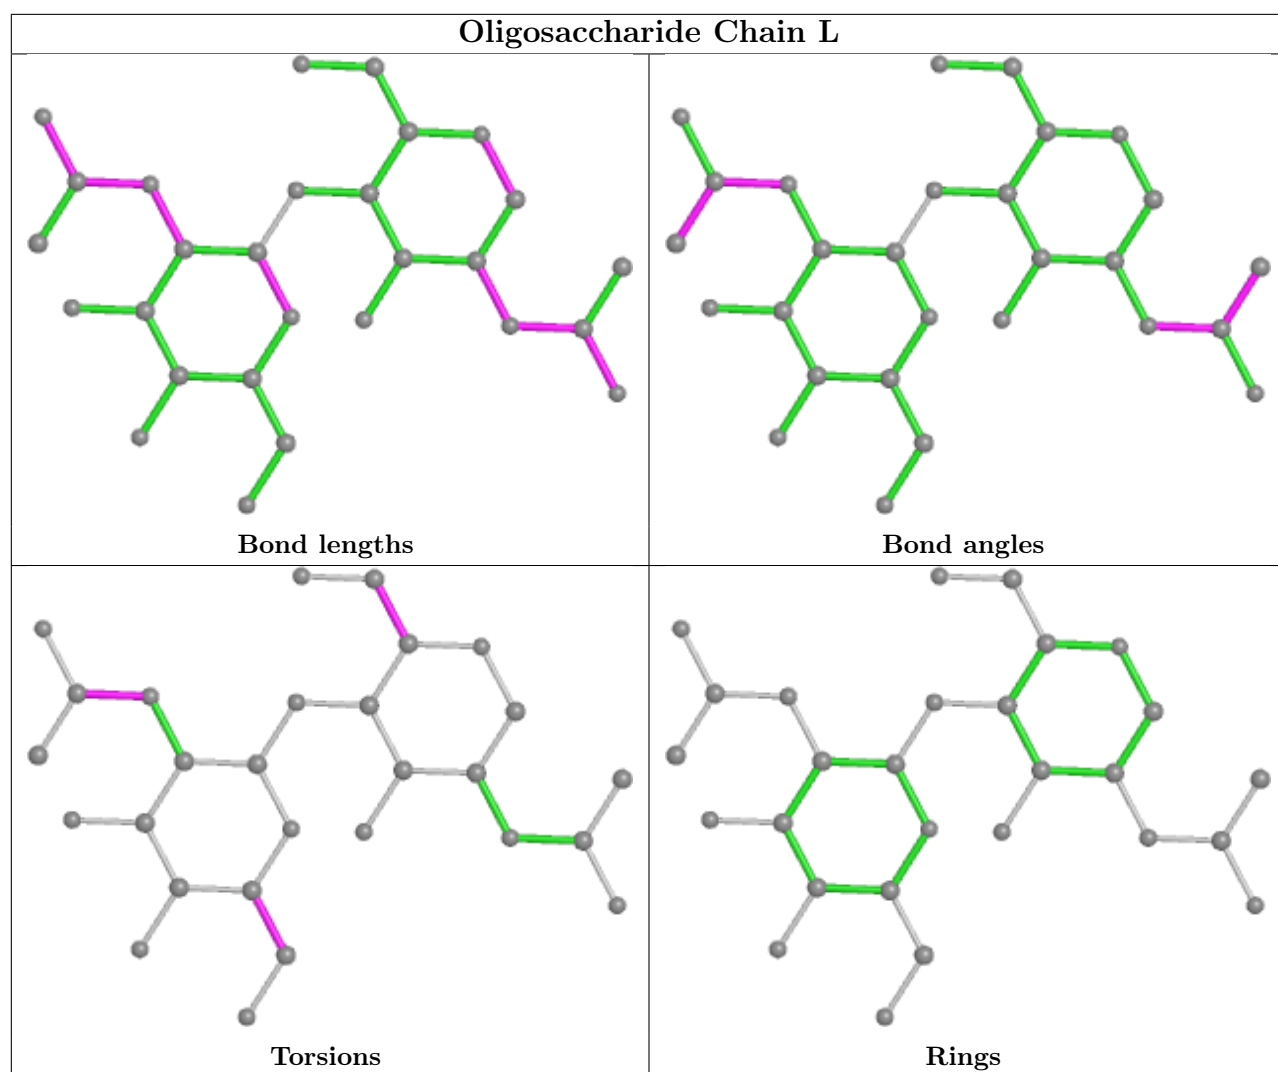 Oligosaccharide Chain L
Bond lengths
Bond angles
Torsions
Rings